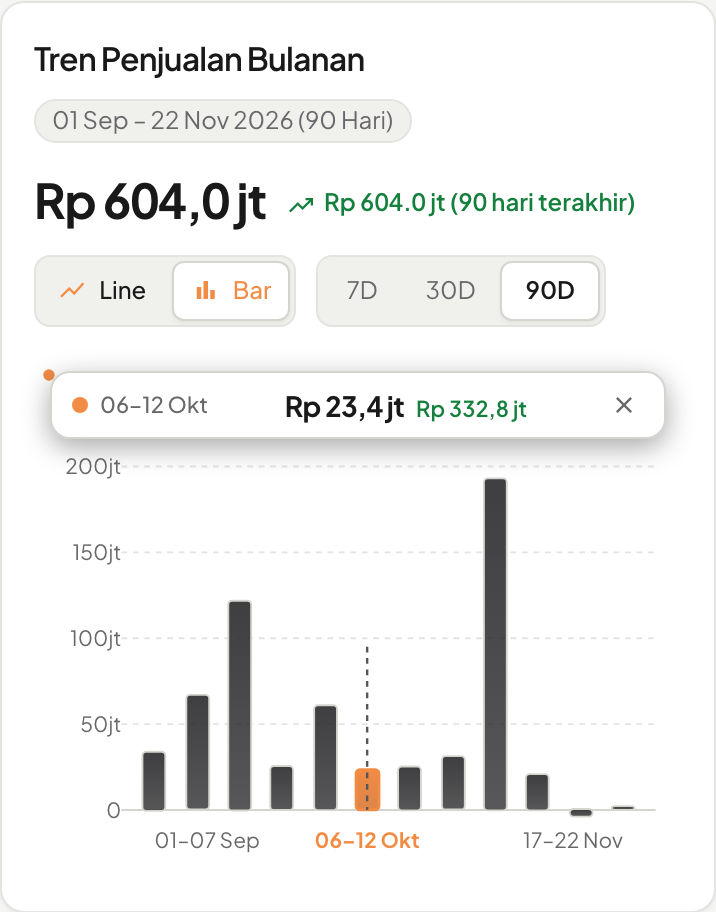 Tren Penjualan Bulanan
01 Sep – 22 Nov 2026 (90 Hari)
Rp 604,0 jt Rp 604.0 jt (90 hari terakhir)
Line Bar 7D 30D 90D
06–12 Okt Rp 23,4 jt Rp 332,8 jt
200jt
150jt
100jt
50jt
0
01–07 Sep 06–12 Okt 17–22 Nov